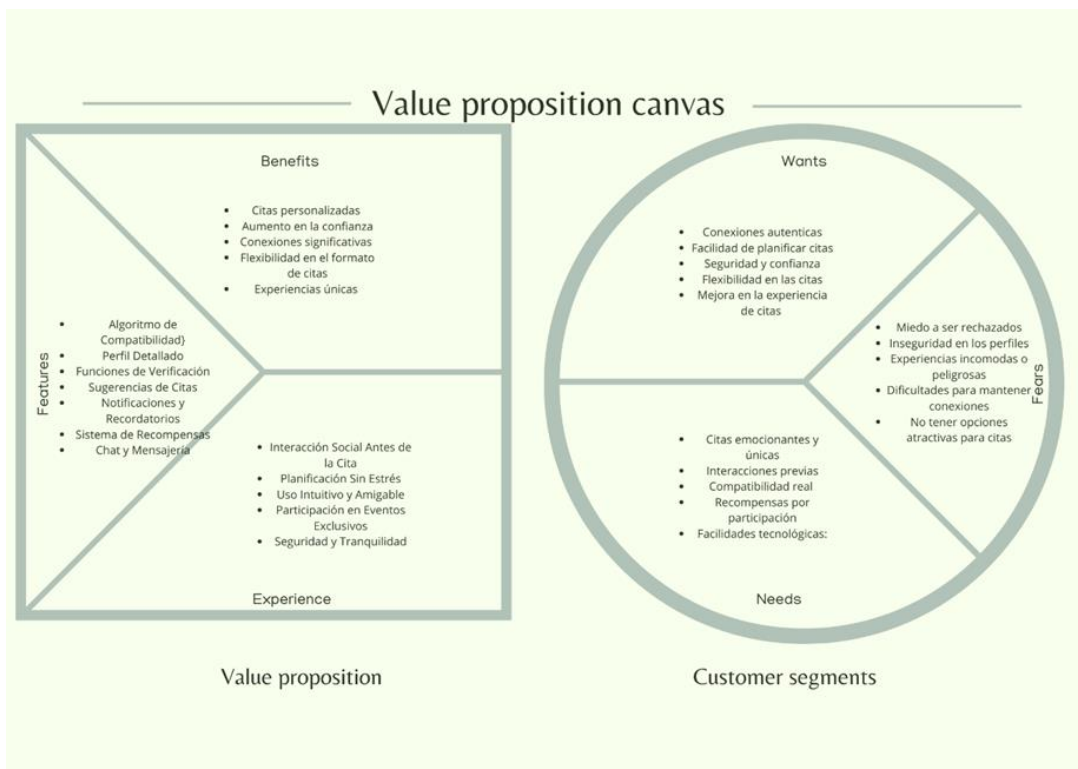 Value proposition canvas
Benefits
• Citas personalizadas
• Aumento en la confianza
• Conexiones significativas
• Flexibilidad en el formato
de citas
• Experiencias únicas
Features
• Algoritmo de
Compatibilidad}
• Perfil Detallado
• Funciones de Verificación
• Sugerencias de Citas
• Notificaciones y
Recordatorios
• Sistema de Recompensas
• Chat y Mensajería
• Interacción Social Antes de
la Cita
• Planificación Sin Estrés
• Uso Intuitivo y Amigable
• Participación en Eventos
Exclusivos
• Seguridad y Tranquilidad
Experience
Value proposition
Wants
• Conexiones autenticas
• Facilidad de planificar citas
• Seguridad y confianza
• Flexibilidad en las citas
• Mejora en la experiencia
de citas
• Miedo a ser rechazados
• Inseguridad en los perfiles
• Experiencias incomodas o
peligrosas
• Dificultades para mantener
conexiones
• No tener opciones
atractivas para citas
Fears
• Citas emocionantes y
únicas
• Interacciones previas
• Compatibilidad real
• Recompensas por
participación
• Facilidades tecnológicas:
Needs
Customer segments